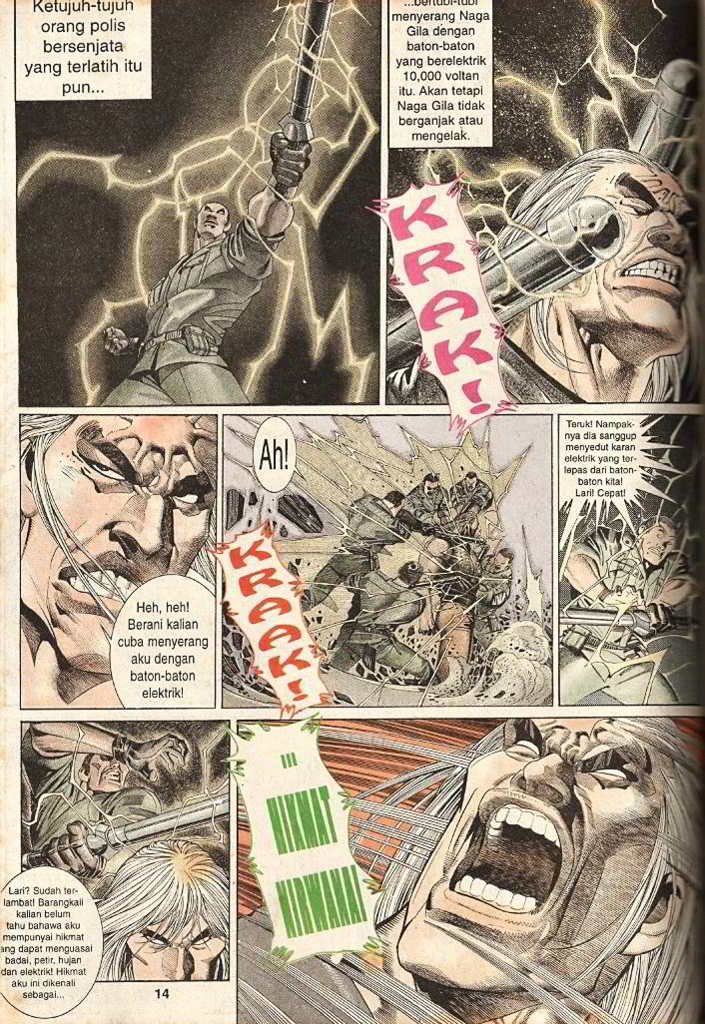 Ketujuh-tujuh
orang polis
bersenjata
yang terlatih itu
pun...
...bertubi-tubi
menyerang Naga
Gila dengan
baton-baton
yang berelektrik
10,000 voltan
itu. Akan tetapi
Naga Gila tidak
berganjak atau
mengelak.
KRAK!
Heh, heh!
Berani kalian
cuba menyerang
aku dengan
baton-baton
elektrik!
Ah!
KRAAK!
Teruk! Nampak-
nya dia sanggup
menyedut karan
elektrik yang ter-
lepas dari baton-
baton kita!
Lari! Cepat!
Lari? Sudah ter-
lambat! Barangkali
kalian belum
tahu bahawa aku
mempunyai hikmat
yang dapat menguasai
badai, petir, hujan
dan elektrik! Hikmat
aku ini dikenali
sebagai...
...
HIKMAT
NIRWANA!
14